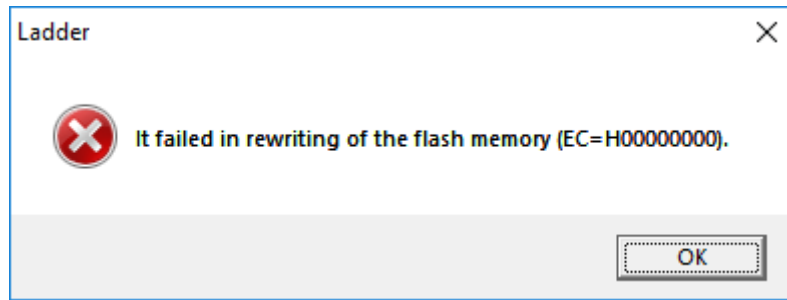 Ladder
It failed in rewriting of the flash memory (EC=H00000000).
OK